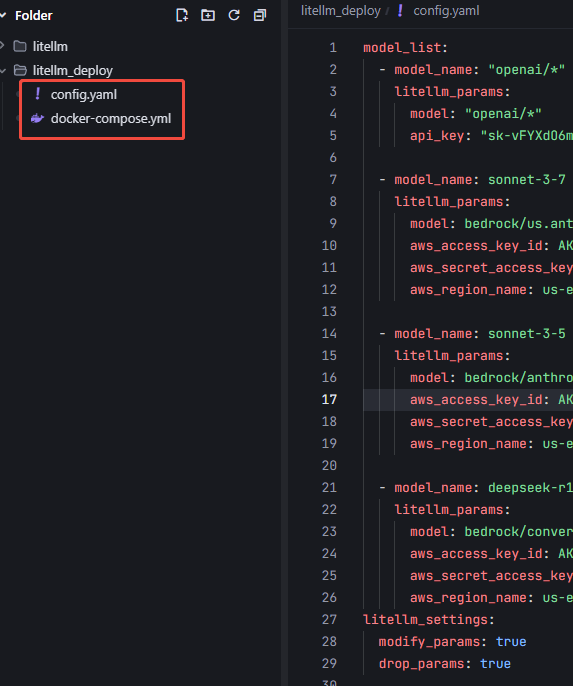 Folder
litellm
litellm_deploy
config.yaml
docker-compose.yml
litellm_deploy / ! config.yaml
1 model_list:
2 - model_name: "openai/*"
3 litellm_params:
4 model: "openai/*"
5 api_key: "sk-vFYXdO6m
6
7 - model_name: sonnet-3-7
8 litellm_params:
9 model: bedrock/us.ant
10 aws_access_key_id: AK
11 aws_secret_access_key
12 aws_region_name: us-e
13
14 - model_name: sonnet-3-5
15 litellm_params:
16 model: bedrock/anthro
17 aws_access_key_id: AK
18 aws_secret_access_key
19 aws_region_name: us-e
20
21 - model_name: deepseek-r1
22 litellm_params:
23 model: bedrock/conver
24 aws_access_key_id: AK
25 aws_secret_access_key
26 aws_region_name: us-e
27 litellm_settings:
28 modify_params: true
29 drop_params: true
30